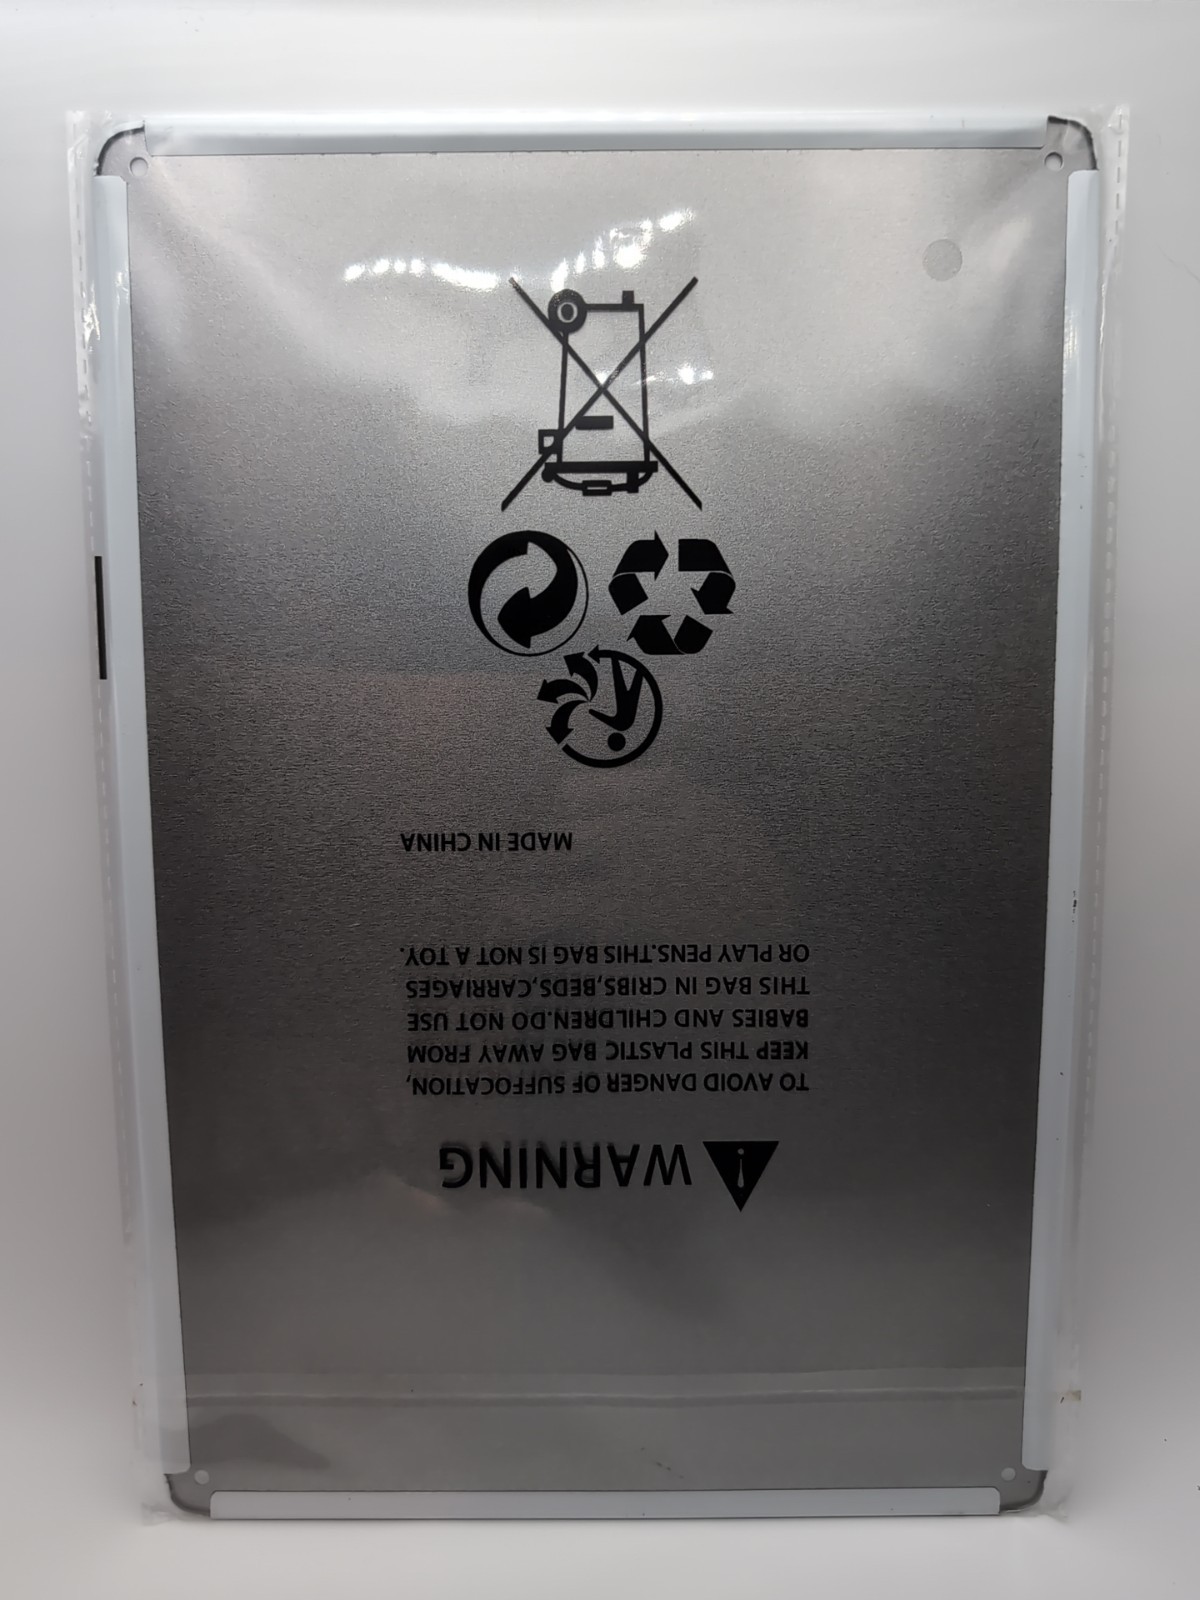 WARNING
TO AVOID DANGER OF SUFFOCATION,
KEEP THIS PLASTIC BAG AWAY FROM
BABIES AND CHILDREN.DO NOT USE
THIS BAG IN CRIBS,BEDS,CARRIAGES
OR PLAY PENS.THIS BAG IS NOT A TOY.
MADE IN CHINA